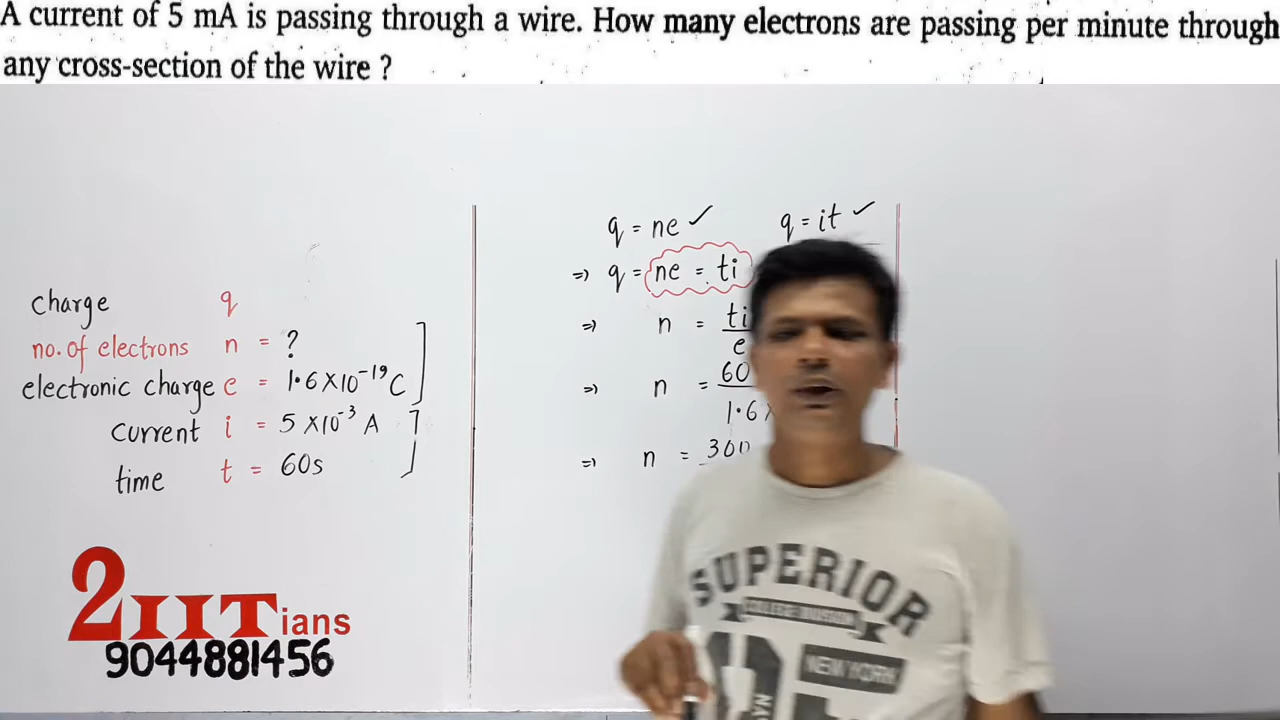 A current of 5 mA is passing through a wire. How many electrons are passing per minute through
any cross-section of the wire ?
charge q
no. of electrons n = ?
electronic charge e = 1.6 × 10⁻¹⁹ C
current i = 5 × 10⁻³ A
time t = 60s
q = ne ✓ q = it ✓
⇒ q = ne = ti
⇒ n = ti/e
⇒ n = 60
1.6 ×
⇒ n = 300
2IITians
9044881456
SUPERIOR
NEW YORK